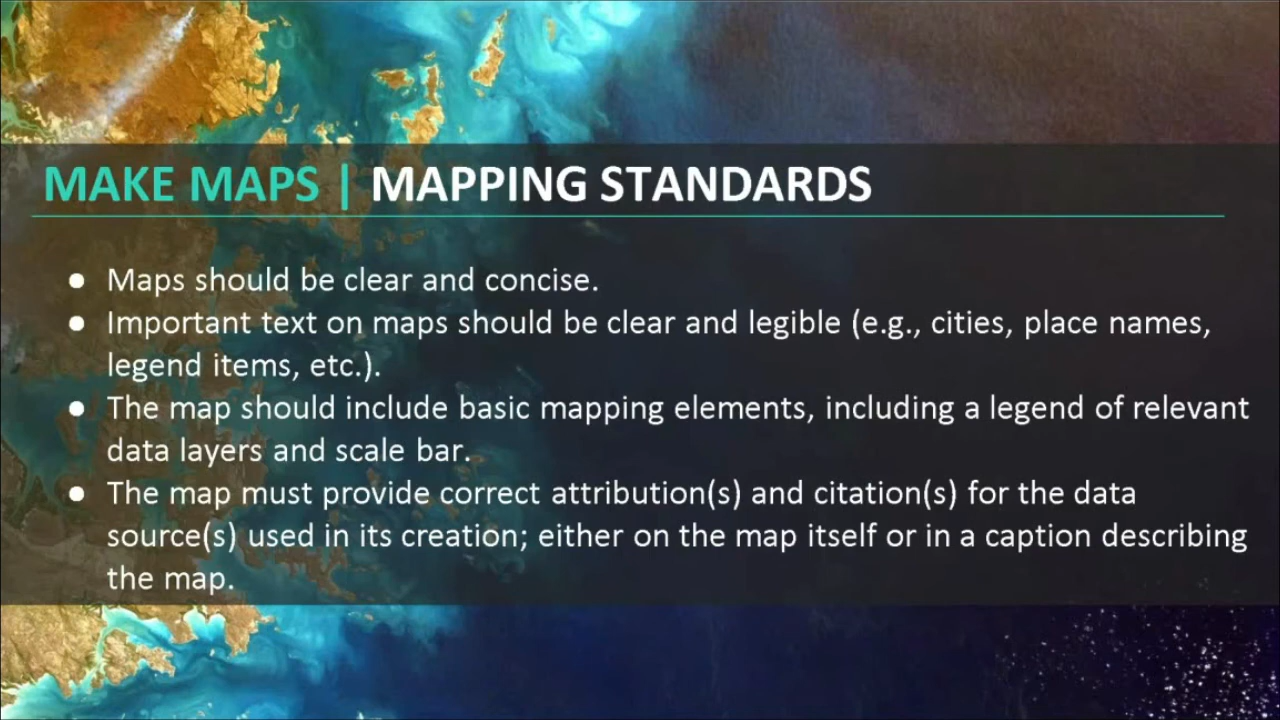 MAKE MAPS | MAPPING STANDARDS
● Maps should be clear and concise.
● Important text on maps should be clear and legible (e.g., cities, place names,
legend items, etc.).
● The map should include basic mapping elements, including a legend of relevant
data layers and scale bar.
● The map must provide correct attribution(s) and citation(s) for the data
source(s) used in its creation; either on the map itself or in a caption describing
the map.